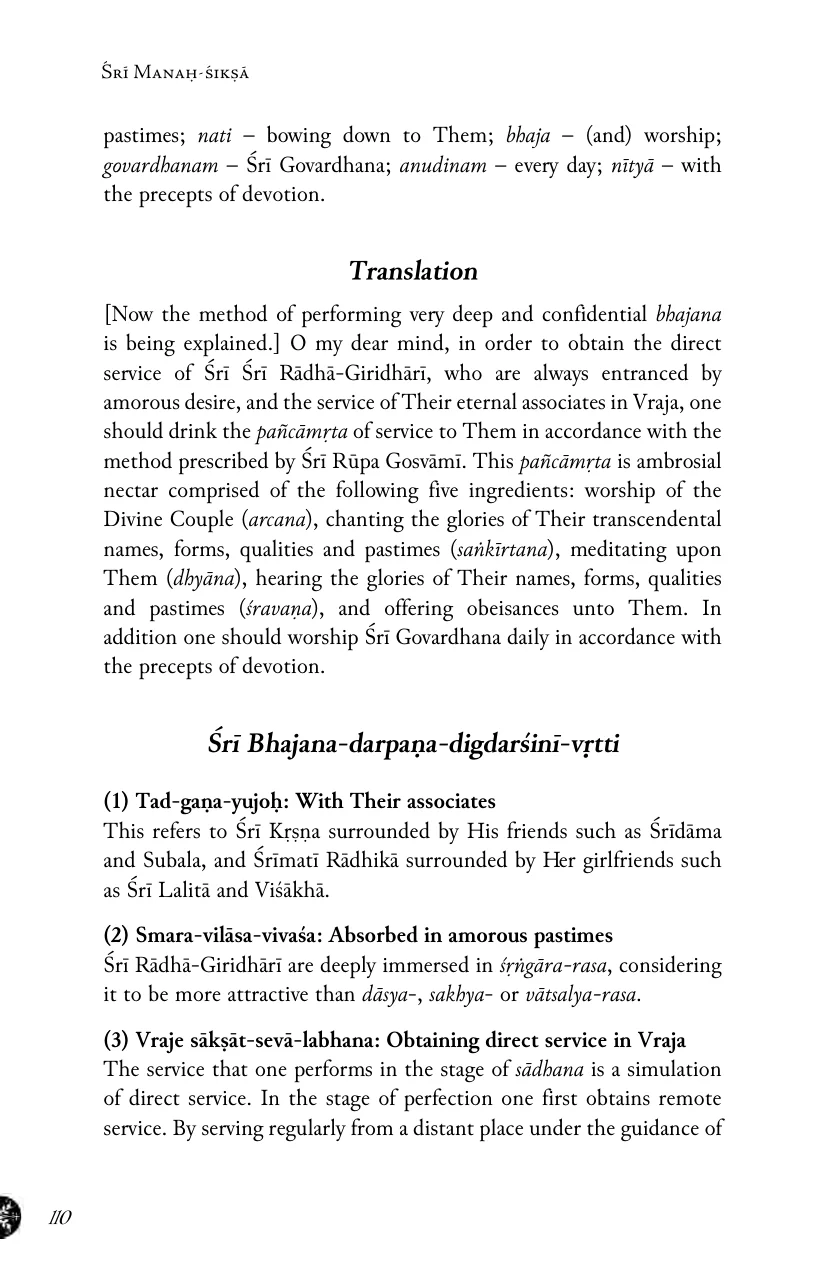 Śrī Manaḥ-śikṣā
pastimes; nati – bowing down to Them; bhaja – (and) worship;
govardhanam – Śrī Govardhana; anudinam – every day; nītyā – with
the precepts of devotion.
Translation
[Now the method of performing very deep and confidential bhajana
is being explained.] O my dear mind, in order to obtain the direct
service of Śrī Śrī Rādhā-Giridhārī, who are always entranced by
amorous desire, and the service of Their eternal associates in Vraja, one
should drink the pañcāmṛta of service to Them in accordance with the
method prescribed by Śrī Rūpa Gosvāmī. This pañcāmṛta is ambrosial
nectar comprised of the following five ingredients: worship of the
Divine Couple (arcana), chanting the glories of Their transcendental
names, forms, qualities and pastimes (saṅkīrtana), meditating upon
Them (dhyāna), hearing the glories of Their names, forms, qualities
and pastimes (śravaṇa), and offering obeisances unto Them. In
addition one should worship Śrī Govardhana daily in accordance with
the precepts of devotion.
Śrī Bhajana-darpaṇa-digdarśinī-vṛtti
(1) Tad-gaṇa-yujoḥ: With Their associates
This refers to Śrī Kṛṣṇa surrounded by His friends such as Śrīdāma
and Subala, and Śrīmatī Rādhikā surrounded by Her girlfriends such
as Śrī Lalitā and Viśākhā.
(2) Smara-vilāsa-vivaśa: Absorbed in amorous pastimes
Śrī Rādhā-Giridhārī are deeply immersed in śṛṅgāra-rasa, considering
it to be more attractive than dāsya-, sakhya- or vātsalya-rasa.
(3) Vraje sākṣāt-sevā-labhana: Obtaining direct service in Vraja
The service that one performs in the stage of sādhana is a simulation
of direct service. In the stage of perfection one first obtains remote
service. By serving regularly from a distant place under the guidance of
110